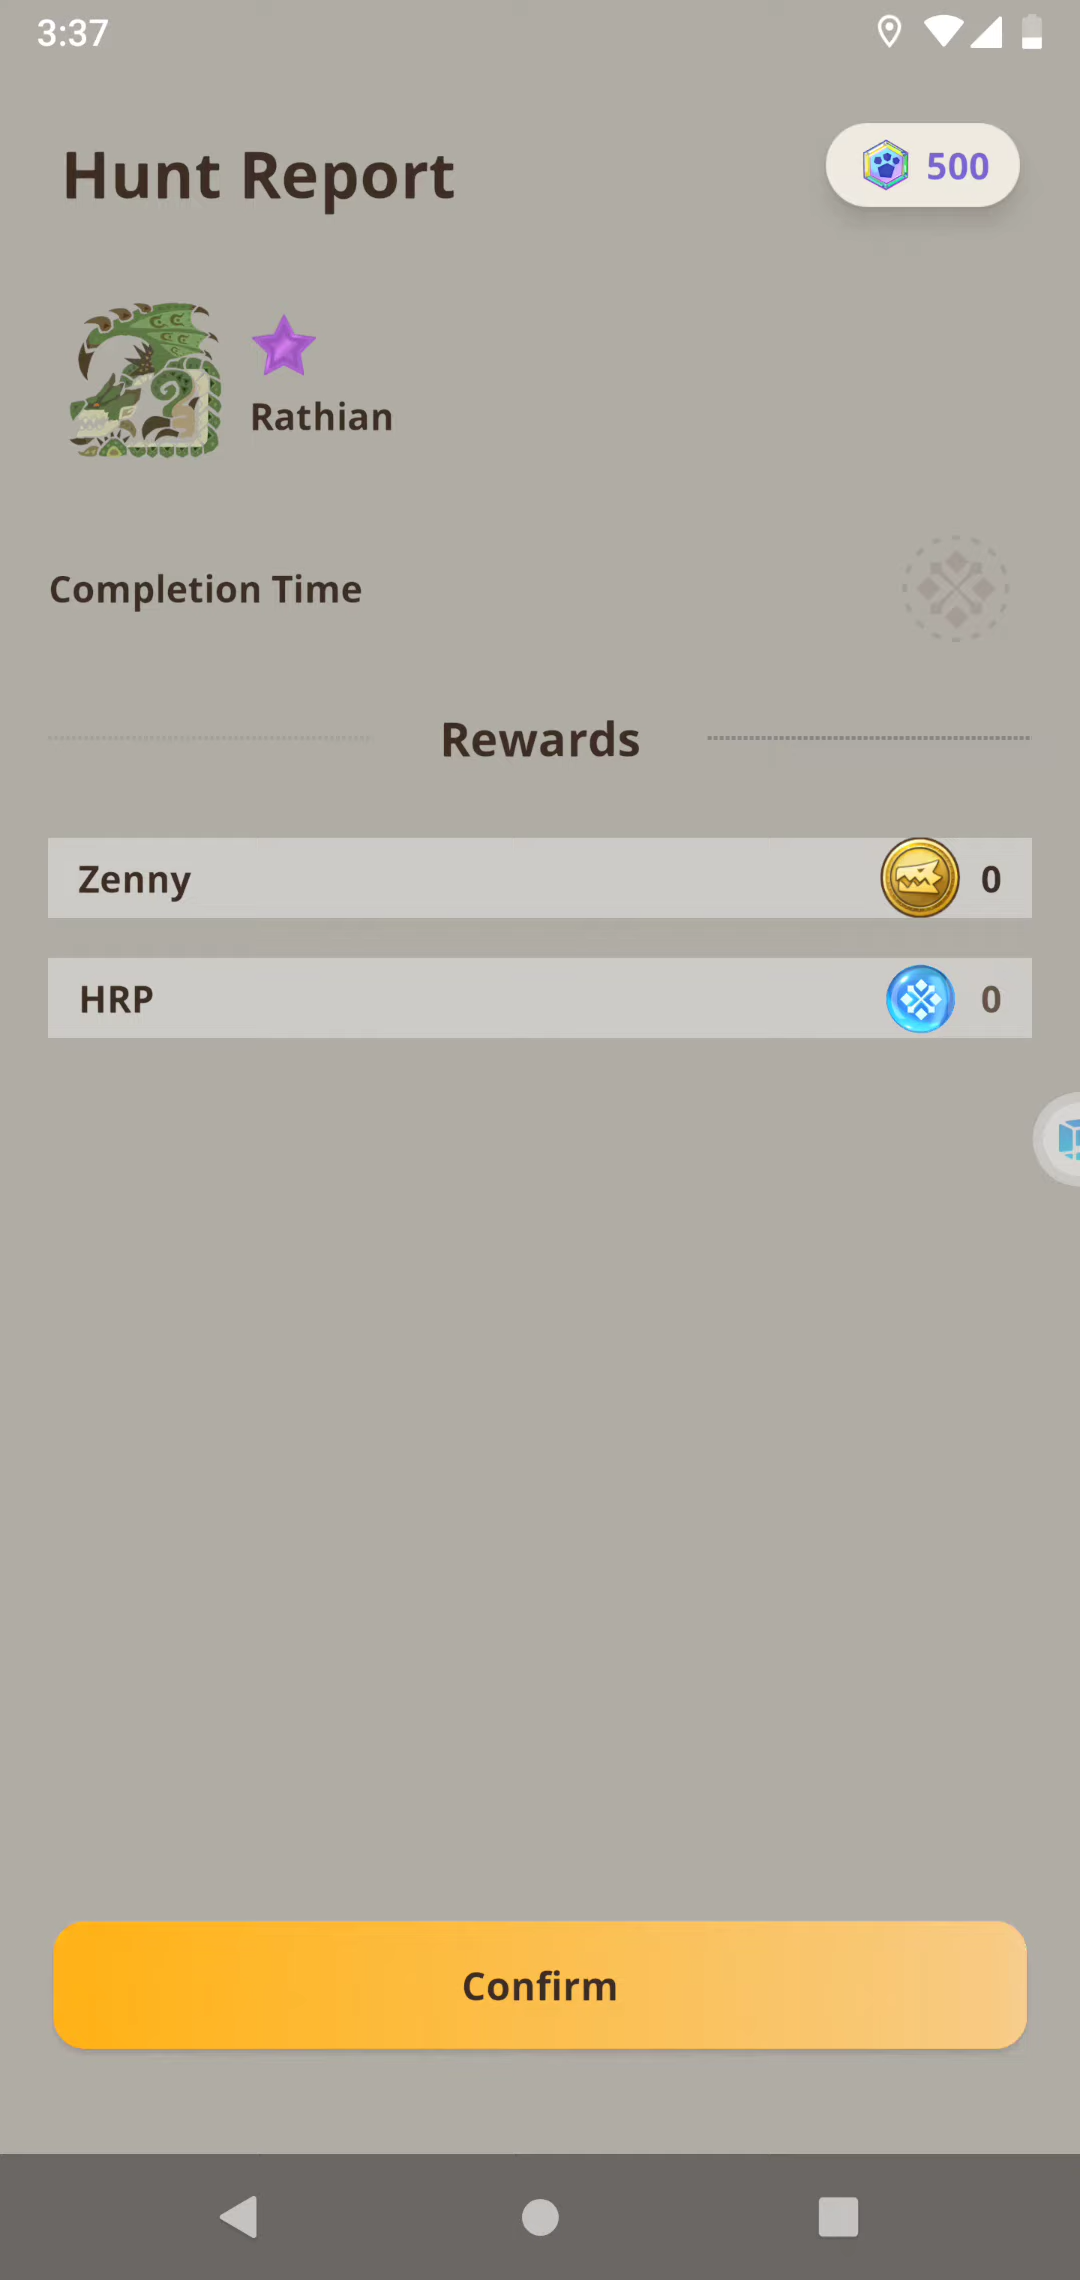 3:37
Hunt Report
500
Rathian
Completion Time
Rewards
Zenny 0
HRP 0
Confirm